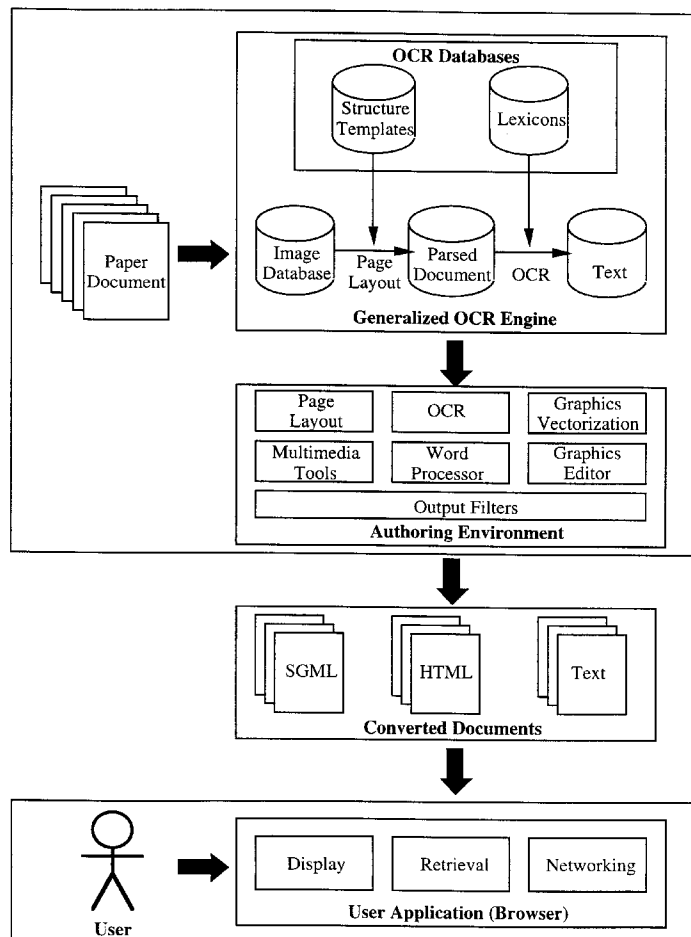 OCR Databases
Structure
Templates
Lexicons
Paper
Document
Image
Database
Page
Layout
Parsed
Document
OCR
Text
Generalized OCR Engine
Page
Layout
OCR
Graphics
Vectorization
Multimedia
Tools
Word
Processor
Graphics
Editor
Output Filters
Authoring Environment
SGML
HTML
Text
Converted Documents
Display
Retrieval
Networking
User Application (Browser)
User